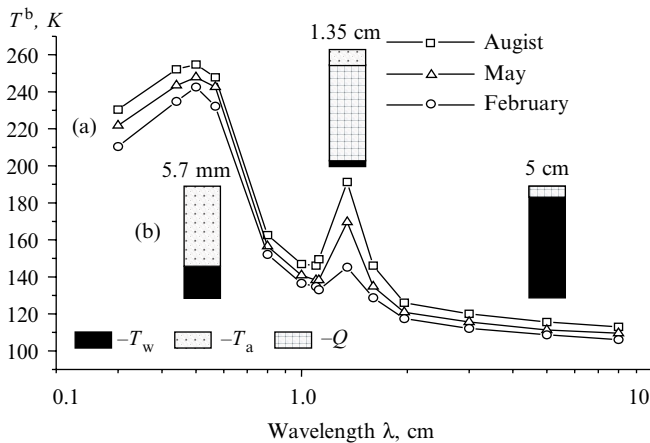 T^b, K
260
240
220
200
180
160
140
120
100
(a)
(b)
5.7 mm
1.35 cm
5 cm
Augist
May
February
–T_w –T_a –Q
0.1 1.0 10
Wavelength λ, cm